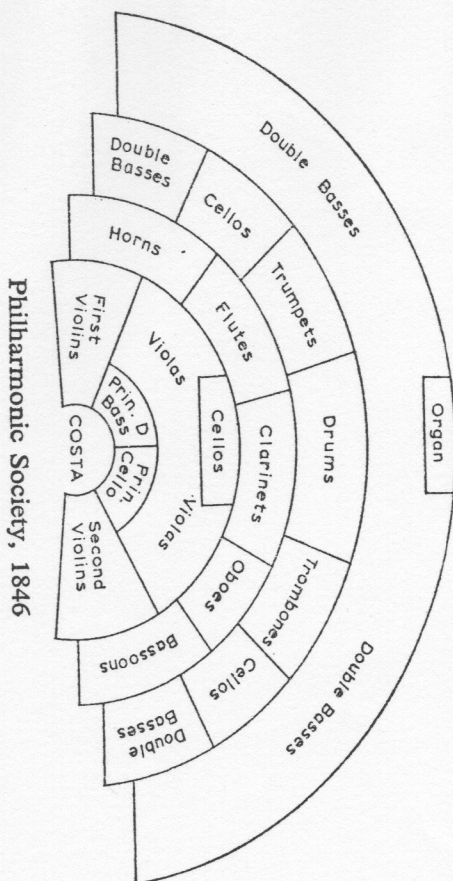 Organ
Double Basses
Double Basses
Double
Basses
Cellos
Trumpets
Drums
Trombones
Cellos
Double
Basses
Horns
Flutes
Clarinets
Oboes
Bassoons
First
Violins
Violas
Cellos
Violas
Second
Violins
Prin. D
Bass
Prin.
Cello
COSTA
Philharmonic Society, 1846